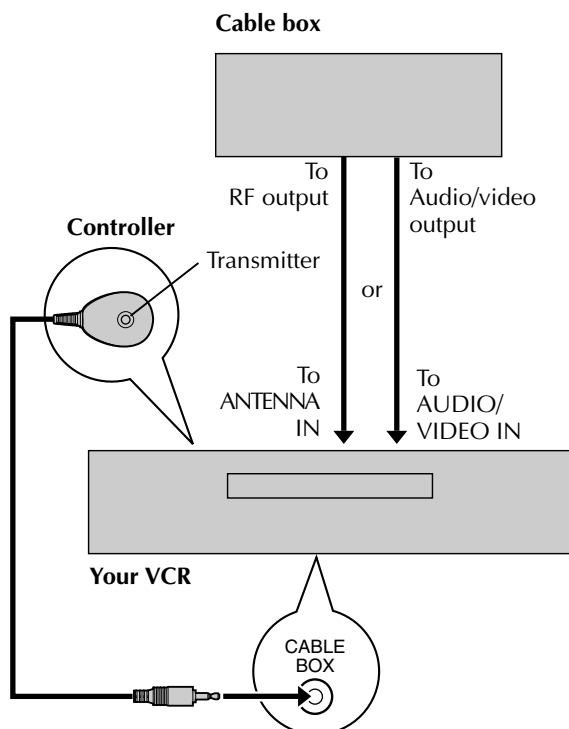 Cable box
To
RF output
To
Audio/video
output
Controller
Transmitter
or
To
ANTENNA
IN
To
AUDIO/
VIDEO IN
Your VCR
CABLE
BOX